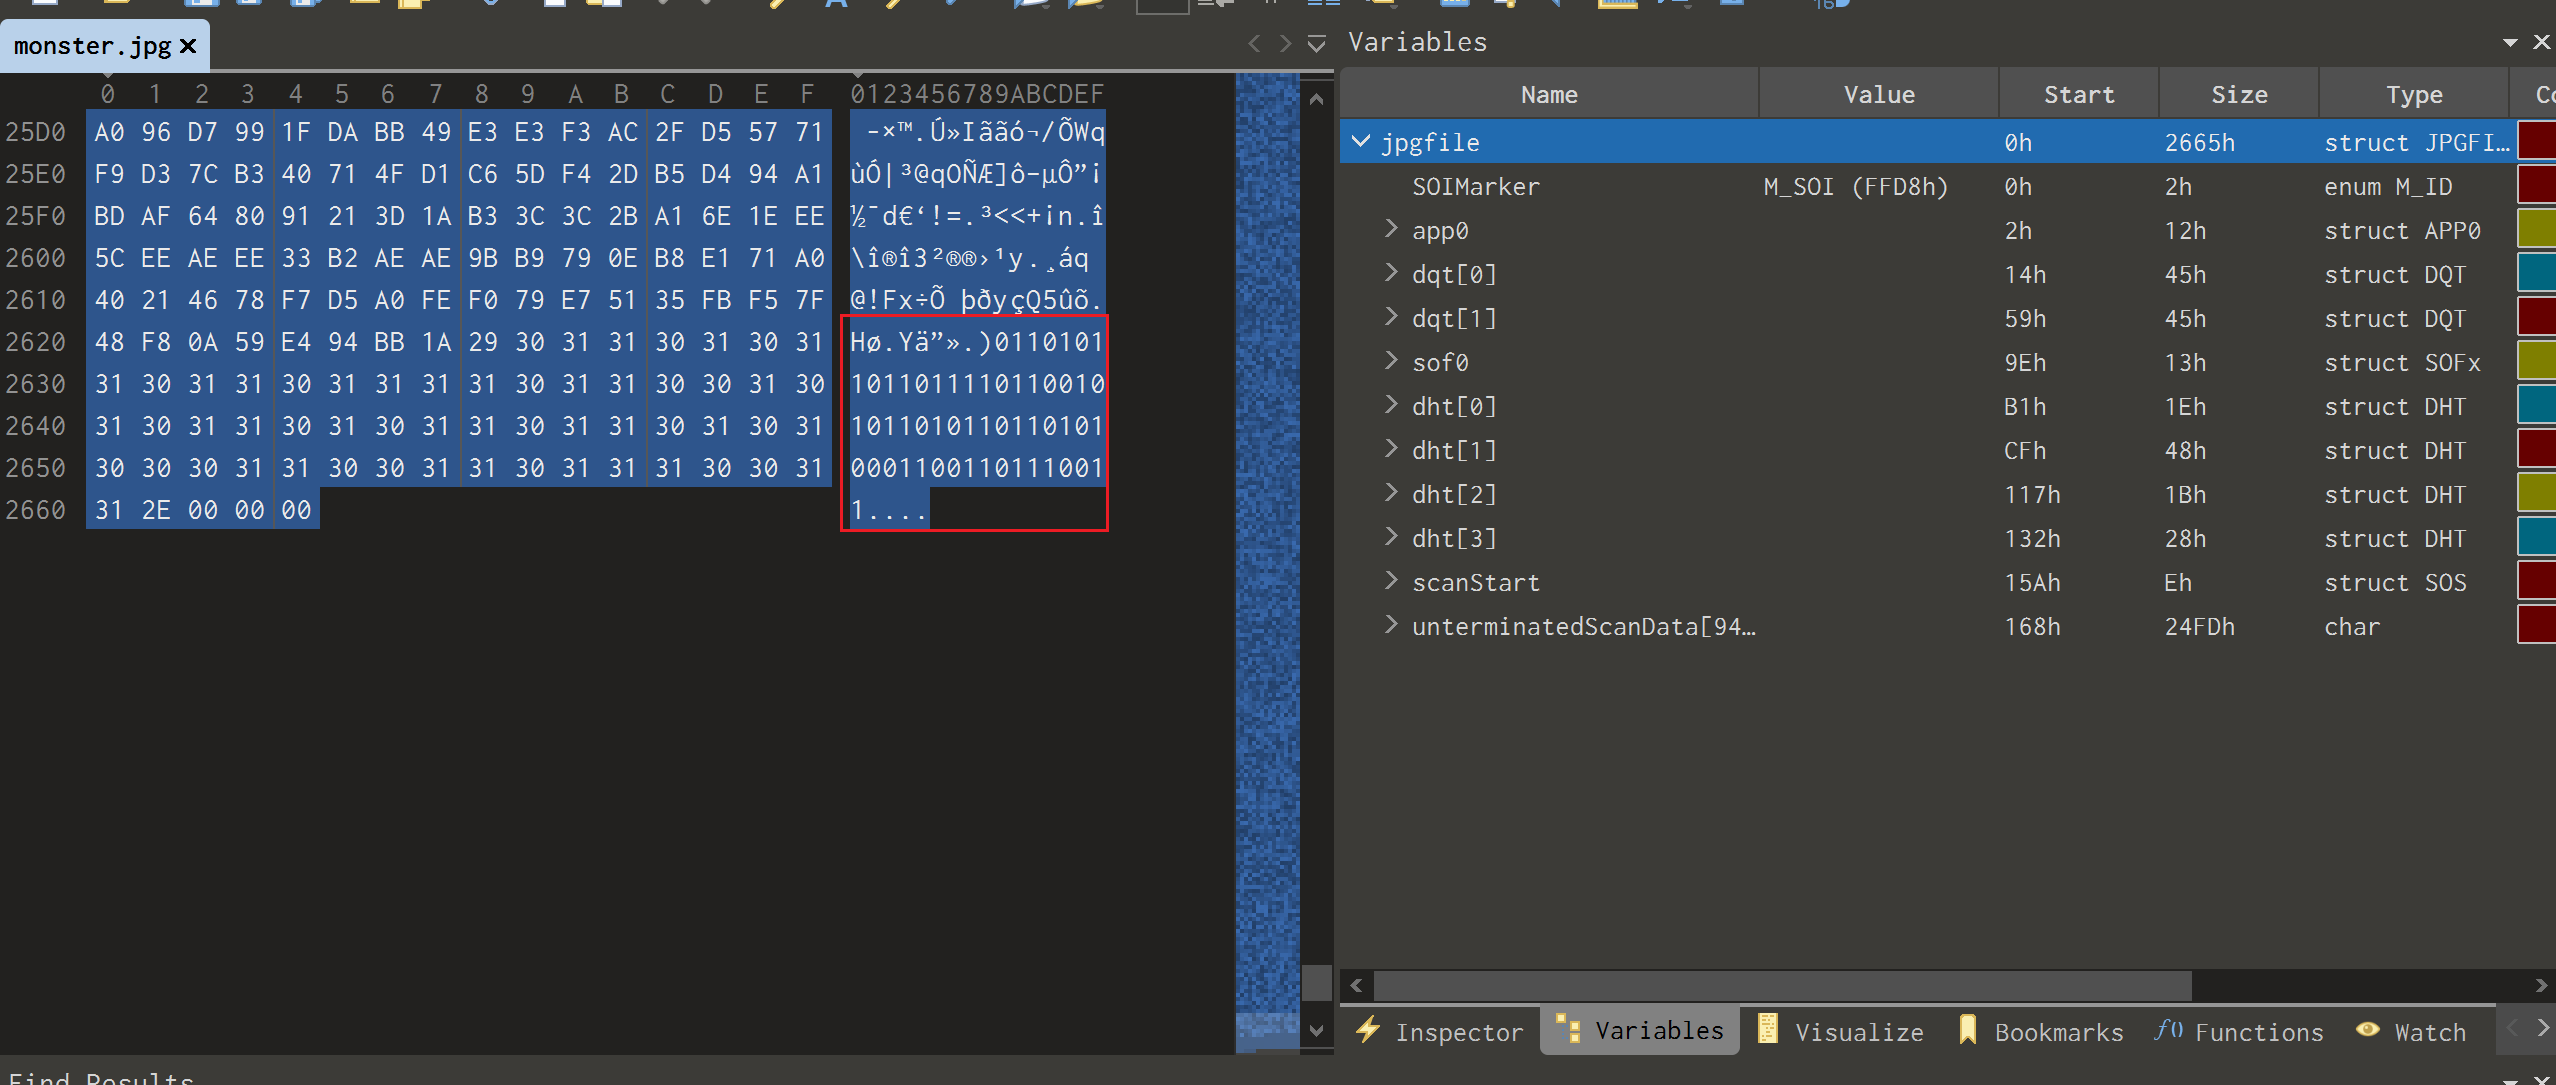 monster.jpg
0 1 2 3 4 5 6 7 8 9 A B C D E F 0123456789ABCDEF
25D0 A0 96 D7 99 1F DA BB 49 E3 E3 F3 AC 2F D5 57 71 -×™.Ú»Iããó¬/ÕWq
25E0 F9 D3 7C B3 40 71 4F D1 C6 5D F4 2D B5 D4 94 A1 ùÓ|³@qOÑÆ]ô-µÔ”¡
25F0 BD AF 64 80 91 21 3D 1A B3 3C 3C 2B A1 6E 1E EE ½¯d€‘!=.³<<+¡n.î
2600 5C EE AE EE 33 B2 AE AE 9B B9 79 0E B8 E1 71 A0 \î®î3²®®›¹y.¸áq
2610 40 21 46 78 F7 D5 A0 FE F0 79 E7 51 35 FB F5 7F @!Fx÷Õ þðyçQ5ûõ.
2620 48 F8 0A 59 E4 94 BB 1A 29 30 31 31 30 31 30 31 Hø.Yä”».)0110101
2630 31 30 31 31 30 31 31 31 31 30 31 31 30 30 31 30 1011011110110010
2640 31 30 31 31 30 31 30 31 31 30 31 31 30 31 30 31 1011010110110101
2650 30 30 30 31 31 30 30 31 31 30 31 31 31 30 30 31 0001100110111001
2660 31 2E 00 00 00 1....
Variables
Name Value Start Size Type Co
jpgfile 0h 2665h struct JPGFI...
SOIMarker M_SOI (FFD8h) 0h 2h enum M_ID
app0 2h 12h struct APP0
dqt[0] 14h 45h struct DQT
dqt[1] 59h 45h struct DQT
sof0 9Eh 13h struct SOFx
dht[0] B1h 1Eh struct DHT
dht[1] CFh 48h struct DHT
dht[2] 117h 1Bh struct DHT
dht[3] 132h 28h struct DHT
scanStart 15Ah Eh struct SOS
unterminatedScanData[94... 168h 24FDh char
Inspector Variables Visualize Bookmarks f() Functions Watch
Find Results